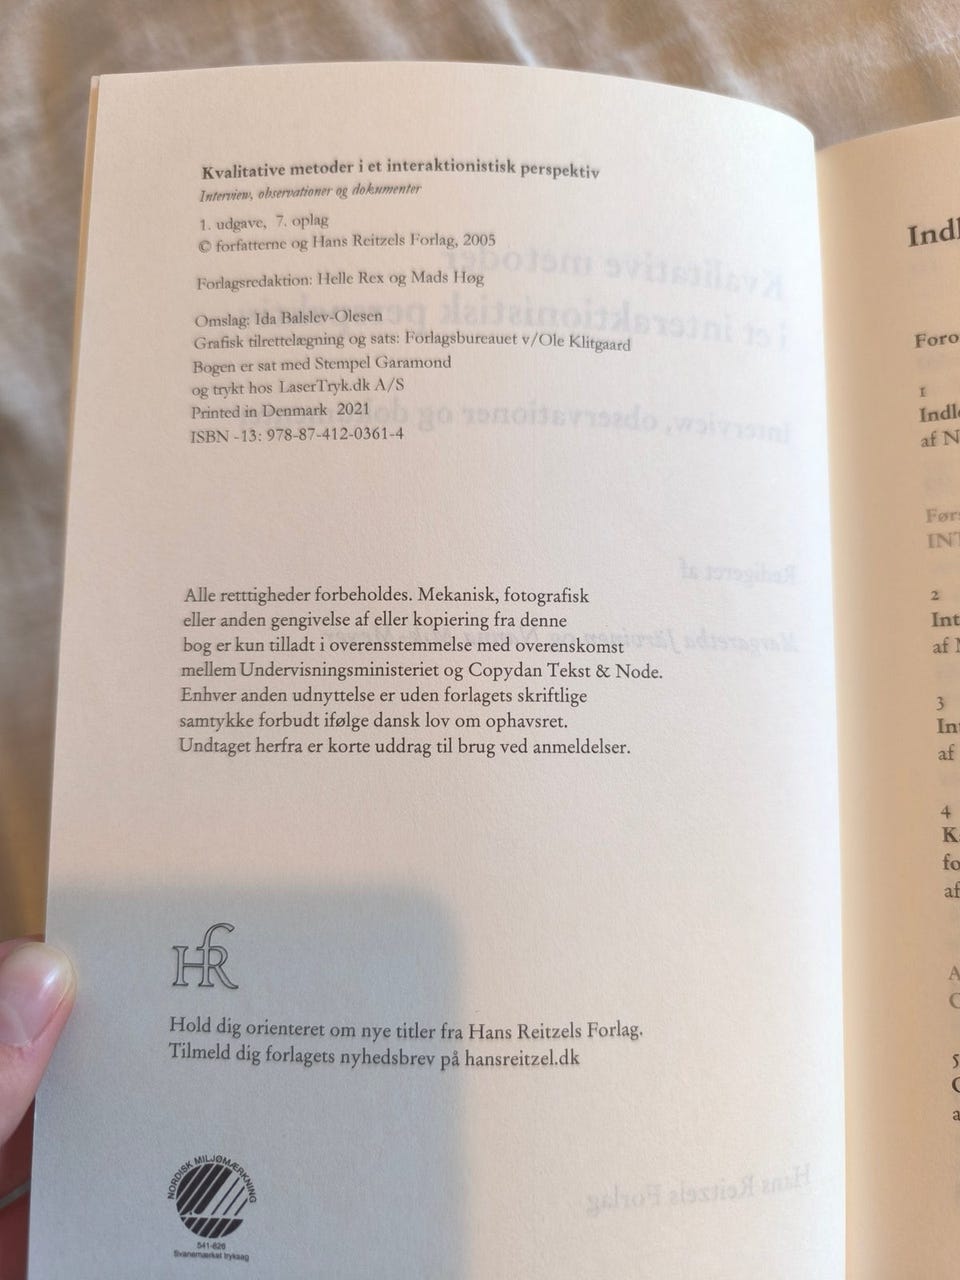 Kvalitative metoder i et interaktionistisk perspektiv
Interview, observationer og dokumenter
1. udgave, 7. oplag
© forfatterne og Hans Reitzels Forlag, 2005
Forlagsredaktion: Helle Rex og Mads Høg
Omslag: Ida Balslev-Olesen
Grafisk tilrettelægning og sats: Forlagsbureauet v/Ole Klitgaard
Bogen er sat med Stempel Garamond
og trykt hos LaserTryk.dk A/S
Printed in Denmark 2021
ISBN -13: 978-87-412-0361-4
Alle retttigheder forbeholdes. Mekanisk, fotografisk
eller anden gengivelse af eller kopiering fra denne
bog er kun tilladt i overensstemmelse med overenskomst
mellem Undervisningsministeriet og Copydan Tekst & Node.
Enhver anden udnyttelse er uden forlagets skriftlige
samtykke forbudt ifølge dansk lov om ophavsret.
Undtaget herfra er korte uddrag til brug ved anmeldelser.
HR
Hold dig orienteret om nye titler fra Hans Reitzels Forlag.
Tilmeld dig forlagets nyhedsbrev på hansreitzel.dk
NORDISK MILJØMÆRKNING
541-826
Svanemærket tryksag
Indl
Foro
1
Indle
af N
Førs
INT
2
Int
af
3
Int
af
4
K
fo
af
5